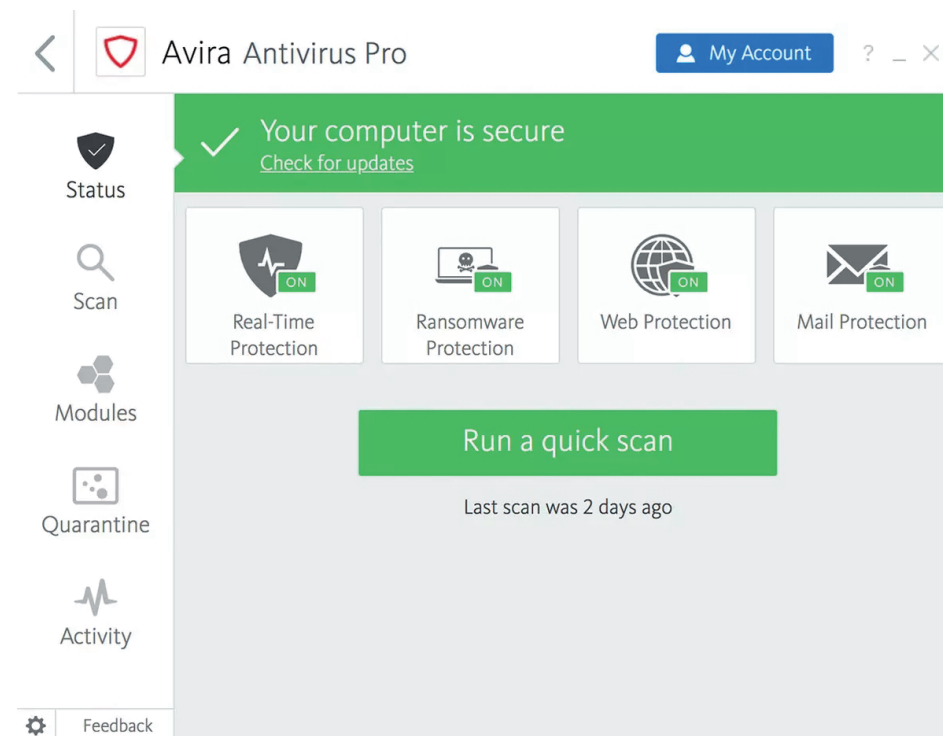 Avira Antivirus Pro
My Account
?
Your computer is secure
Check for updates
Status
Scan
Modules
Quarantine
Activity
Feedback
ON
Real-Time
Protection
ON
Ransomware
Protection
ON
Web Protection
ON
Mail Protection
Run a quick scan
Last scan was 2 days ago